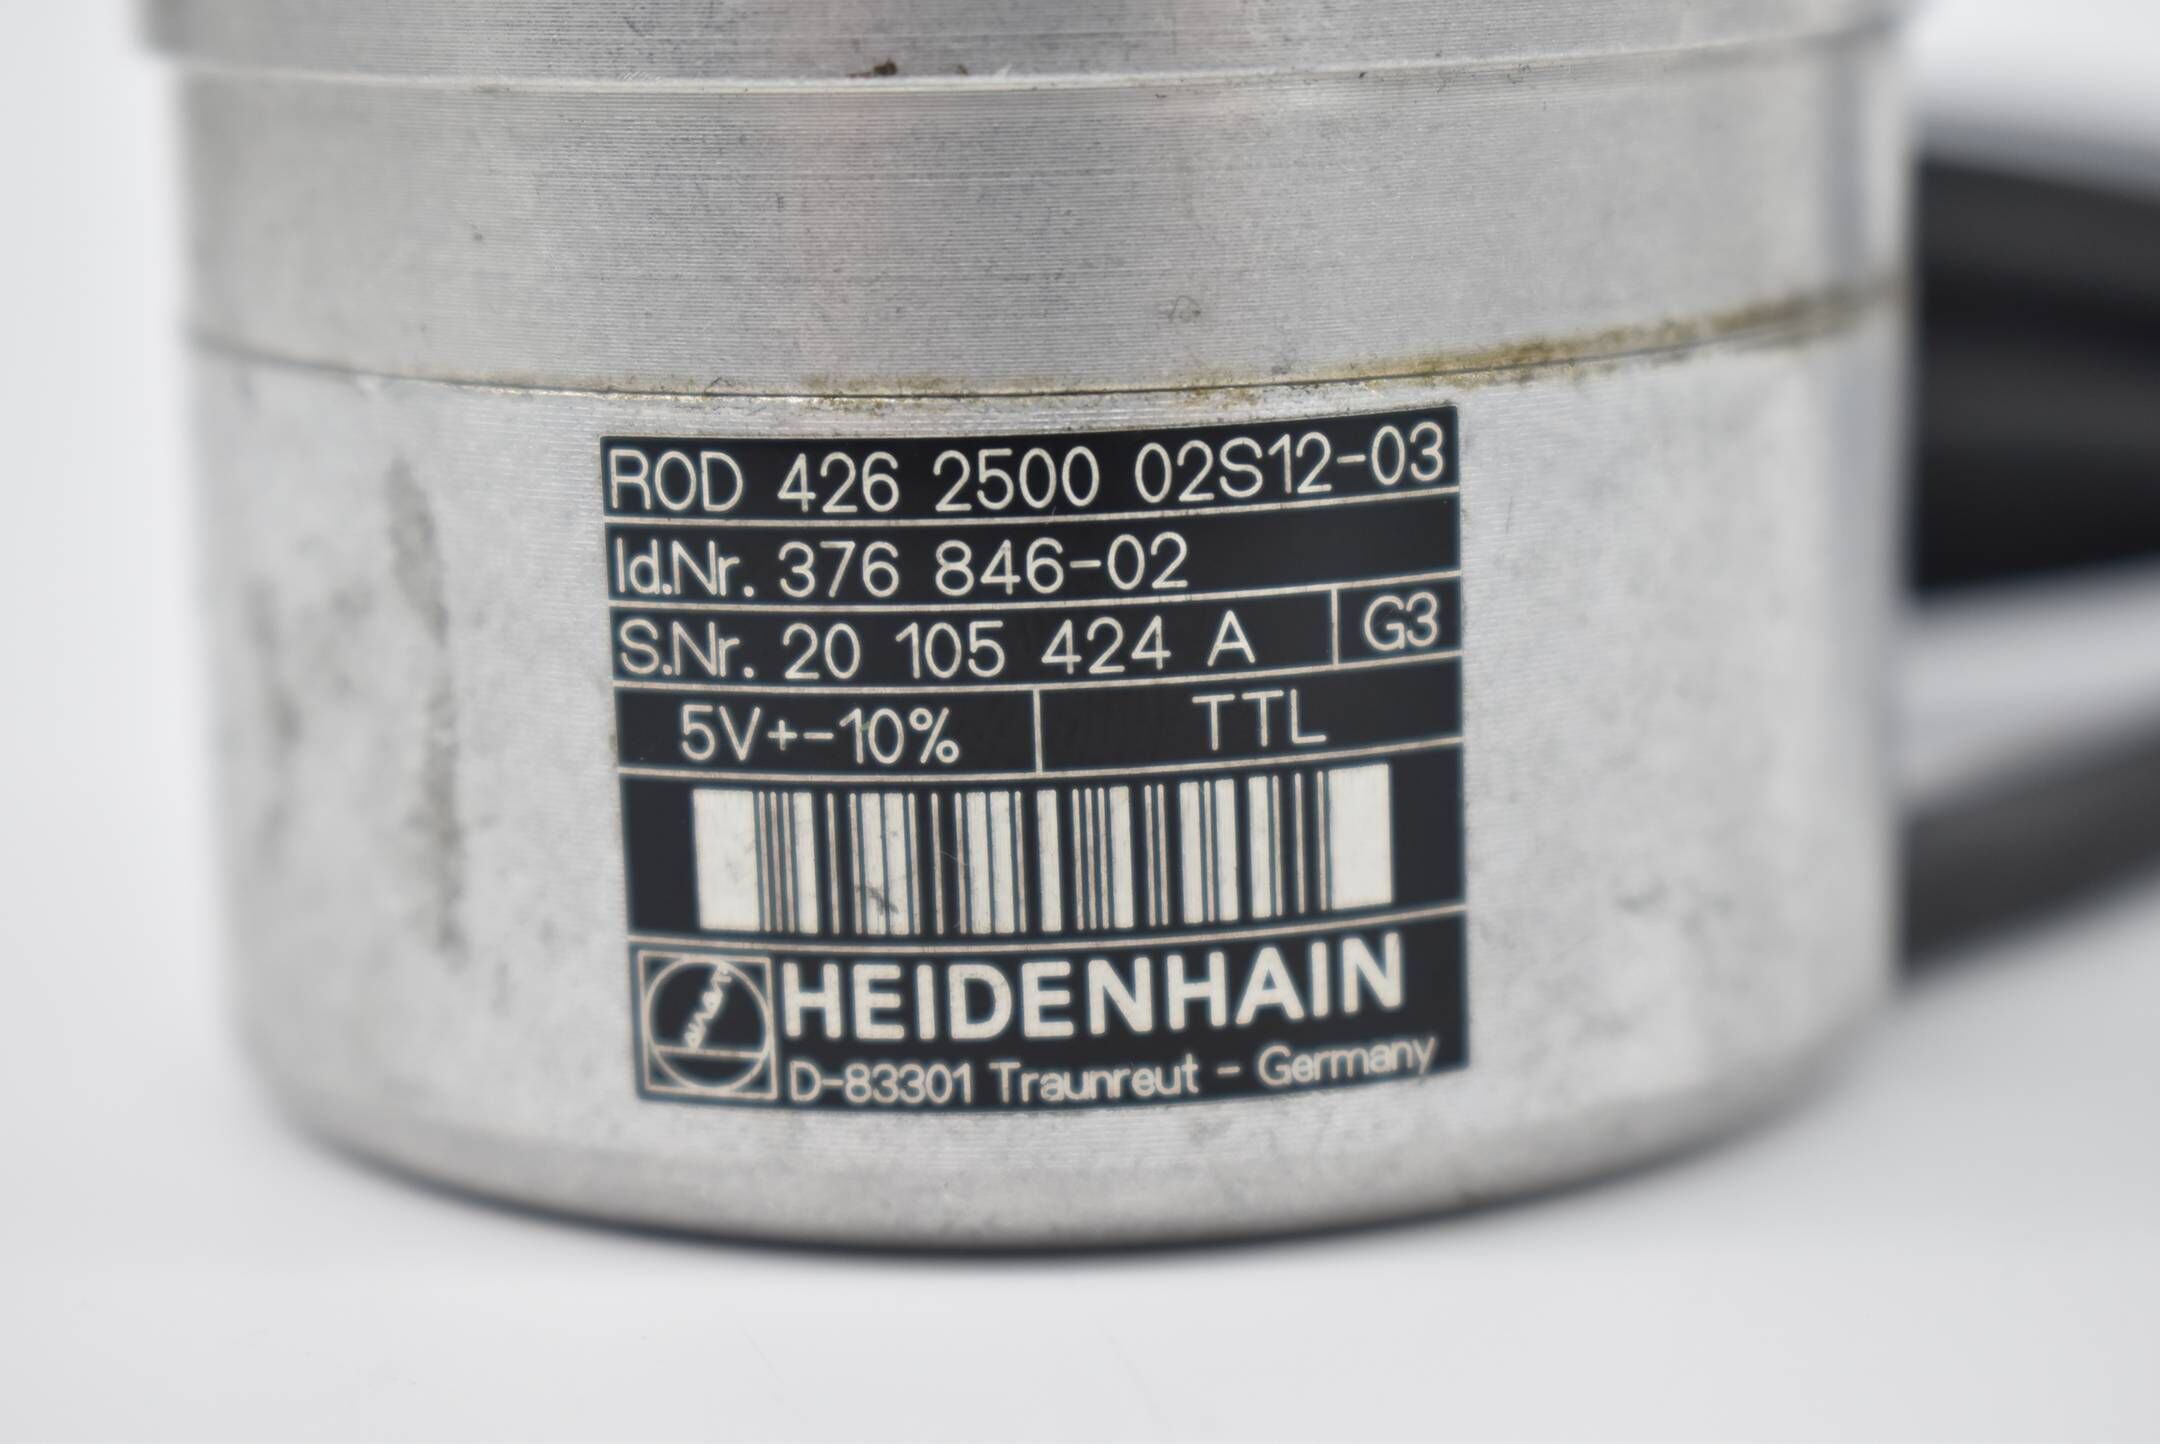 ROD 426 2500 02S12-03
Id.Nr. 376 846-02
S.Nr. 20 105 424 A G3
5V+-10% TTL
HEIDENHAIN
D-83301 Traunreut - Germany